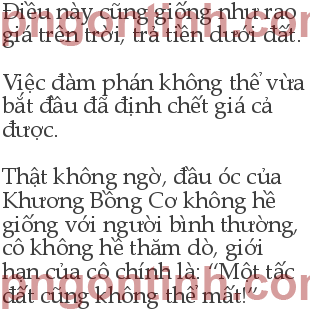 Điều này cũng giống như rao
giá trên trời, trả tiền dưới đất.
Việc đàm phán không thể vừa
bắt đầu đã định chết giá cả
được.
Thật không ngờ, đầu óc của
Khương Bồng Cơ không hề
giống với người bình thường,
cô không hề thăm dò, giới
hạn của cô chính là: “Một tấc
đất cũng không thể mất!”